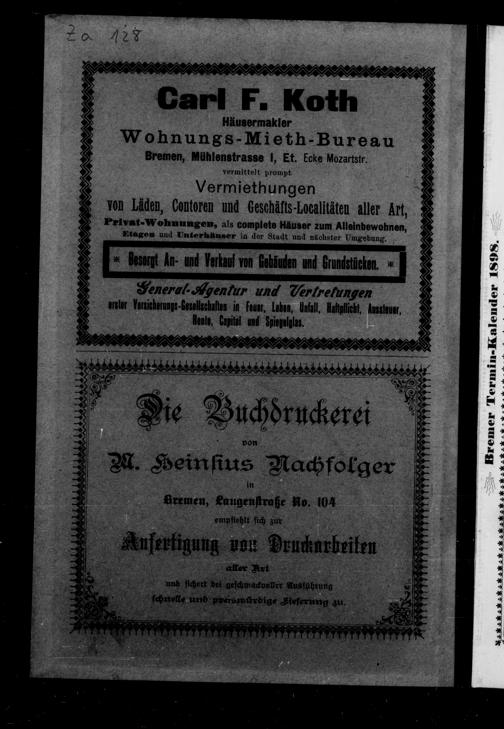 Za 128
Carl F. Koth
Häusermakler
Wohnungs-Mieth-Bureau
Bremen, Mühlenstrasse 1, Et. Ecke Mozartstr.
vermittelt prompt
Vermiethungen
von Läden, Contoren und Geschäfts-Localitäten aller Art,
Privat-Wohnungen, als complete Häuser zum Alleinbewohnen,
Etagen und Unterhäuser in der Stadt und nächster Umgebung.
* Besorgt An- und Verkauf von Gebäuden und Grundstücken. *
General-Agentur und Vertretungen
erster Versicherungs-Gesellschaften in Feuer, Leben, Unfall, Haftpflicht, Aussteuer,
Rente, Capital und Spiegelglas.
Die Buchdruckerei
von
M. Heinsius Nachfolger
in
Bremen, Langenstraße No. 104
empfiehlt sich zur
Anfertigung von Druckarbeiten
aller Art
und sichert bei geschmackvoller Ausführung
schnelle und preiswürdige Lieferung zu.
Bremer Termin-Kalender 1898.